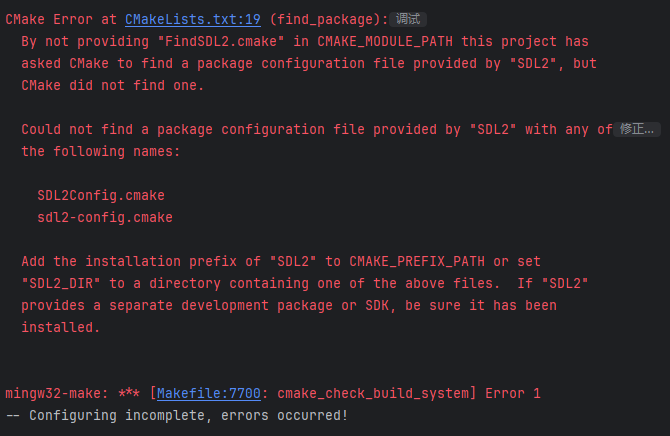 CMake Error at CMakeLists.txt:19 (find_package): 调试
By not providing "FindSDL2.cmake" in CMAKE_MODULE_PATH this project has
asked CMake to find a package configuration file provided by "SDL2", but
CMake did not find one.
Could not find a package configuration file provided by "SDL2" with any of 修正...
the following names:
SDL2Config.cmake
sdl2-config.cmake
Add the installation prefix of "SDL2" to CMAKE_PREFIX_PATH or set
"SDL2_DIR" to a directory containing one of the above files.  If "SDL2"
provides a separate development package or SDK, be sure it has been
installed.
mingw32-make: *** [Makefile:7700: cmake_check_build_system] Error 1
-- Configuring incomplete, errors occurred!